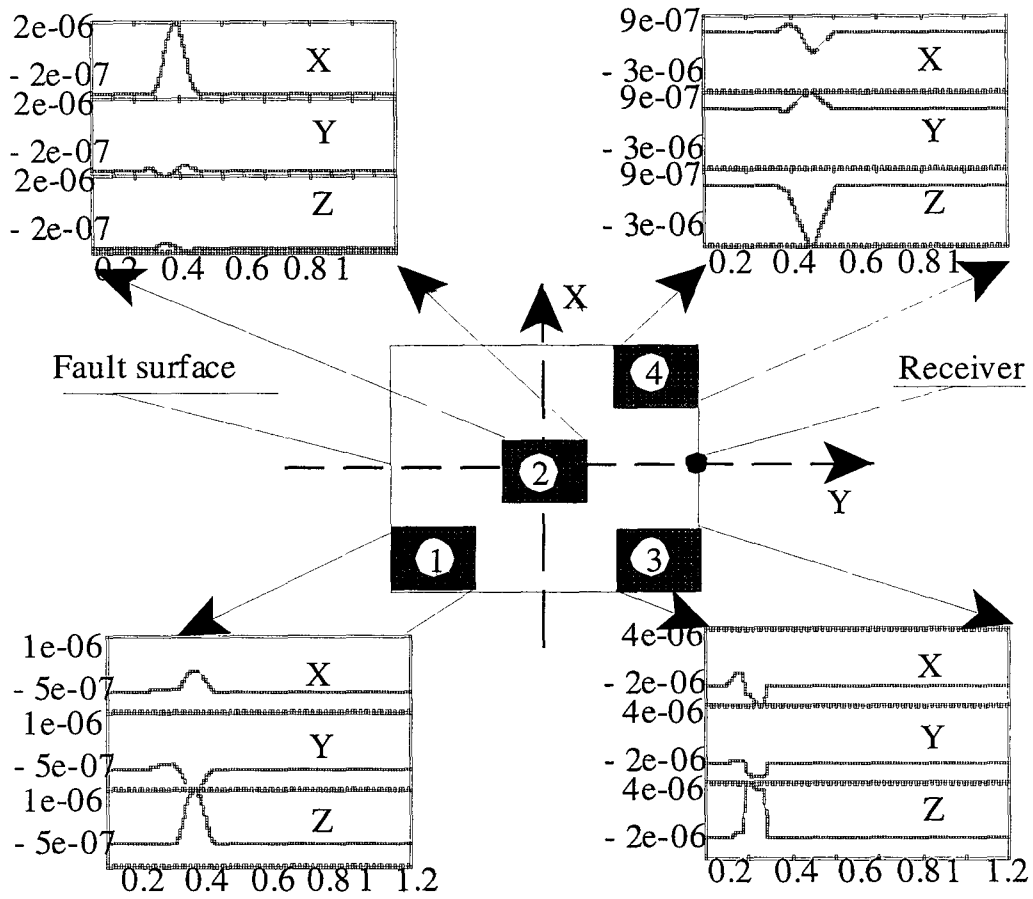 2e-06
X
- 2e-07
2e-06
Y
- 2e-07
2e-06
Z
- 2e-07
0.2 0.4 0.6 0.8 1
9e-07
X
- 3e-06
9e-07
Y
- 3e-06
9e-07
Z
- 3e-06
0.2 0.4 0.6 0.8 1
X
Fault surface
4
Receiver
2
Y
1
3
1e-06
X
- 5e-07
1e-06
Y
- 5e-07
1e-06
Z
- 5e-07
0.2 0.4 0.6 0.8 1 1.2
4e-06
X
- 2e-06
4e-06
Y
- 2e-06
4e-06
Z
- 2e-06
0.2 0.4 0.6 0.8 1 1.2